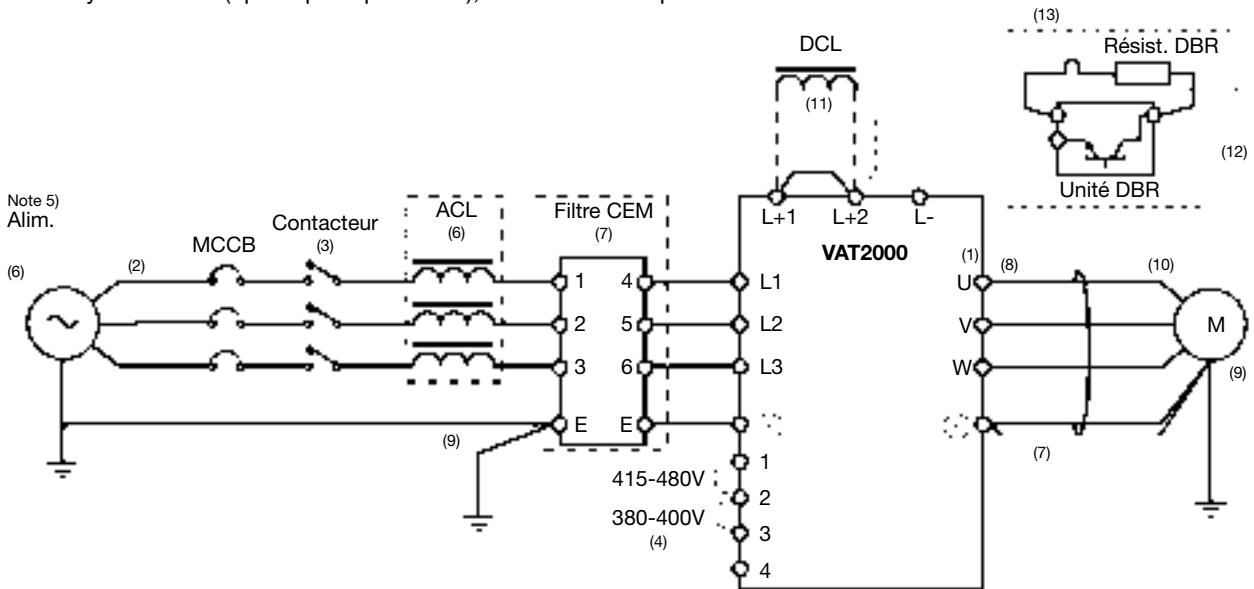 (13)
DCL
Résist. DBR
(11)
(12)
Unité DBR
Note 5)
Alim.
(6)
(2)
MCCB
Contacteur
(3)
ACL
(6)
Filtre CEM
(7)
L+1
L+2
L-
VAT2000
(1)
(8)
(10)
1
4
L1
U
2
5
L2
V
M
3
6
L3
W
(9)
E
E
(9)
(7)
1
415-480V
2
380-400V
3
(4)
4